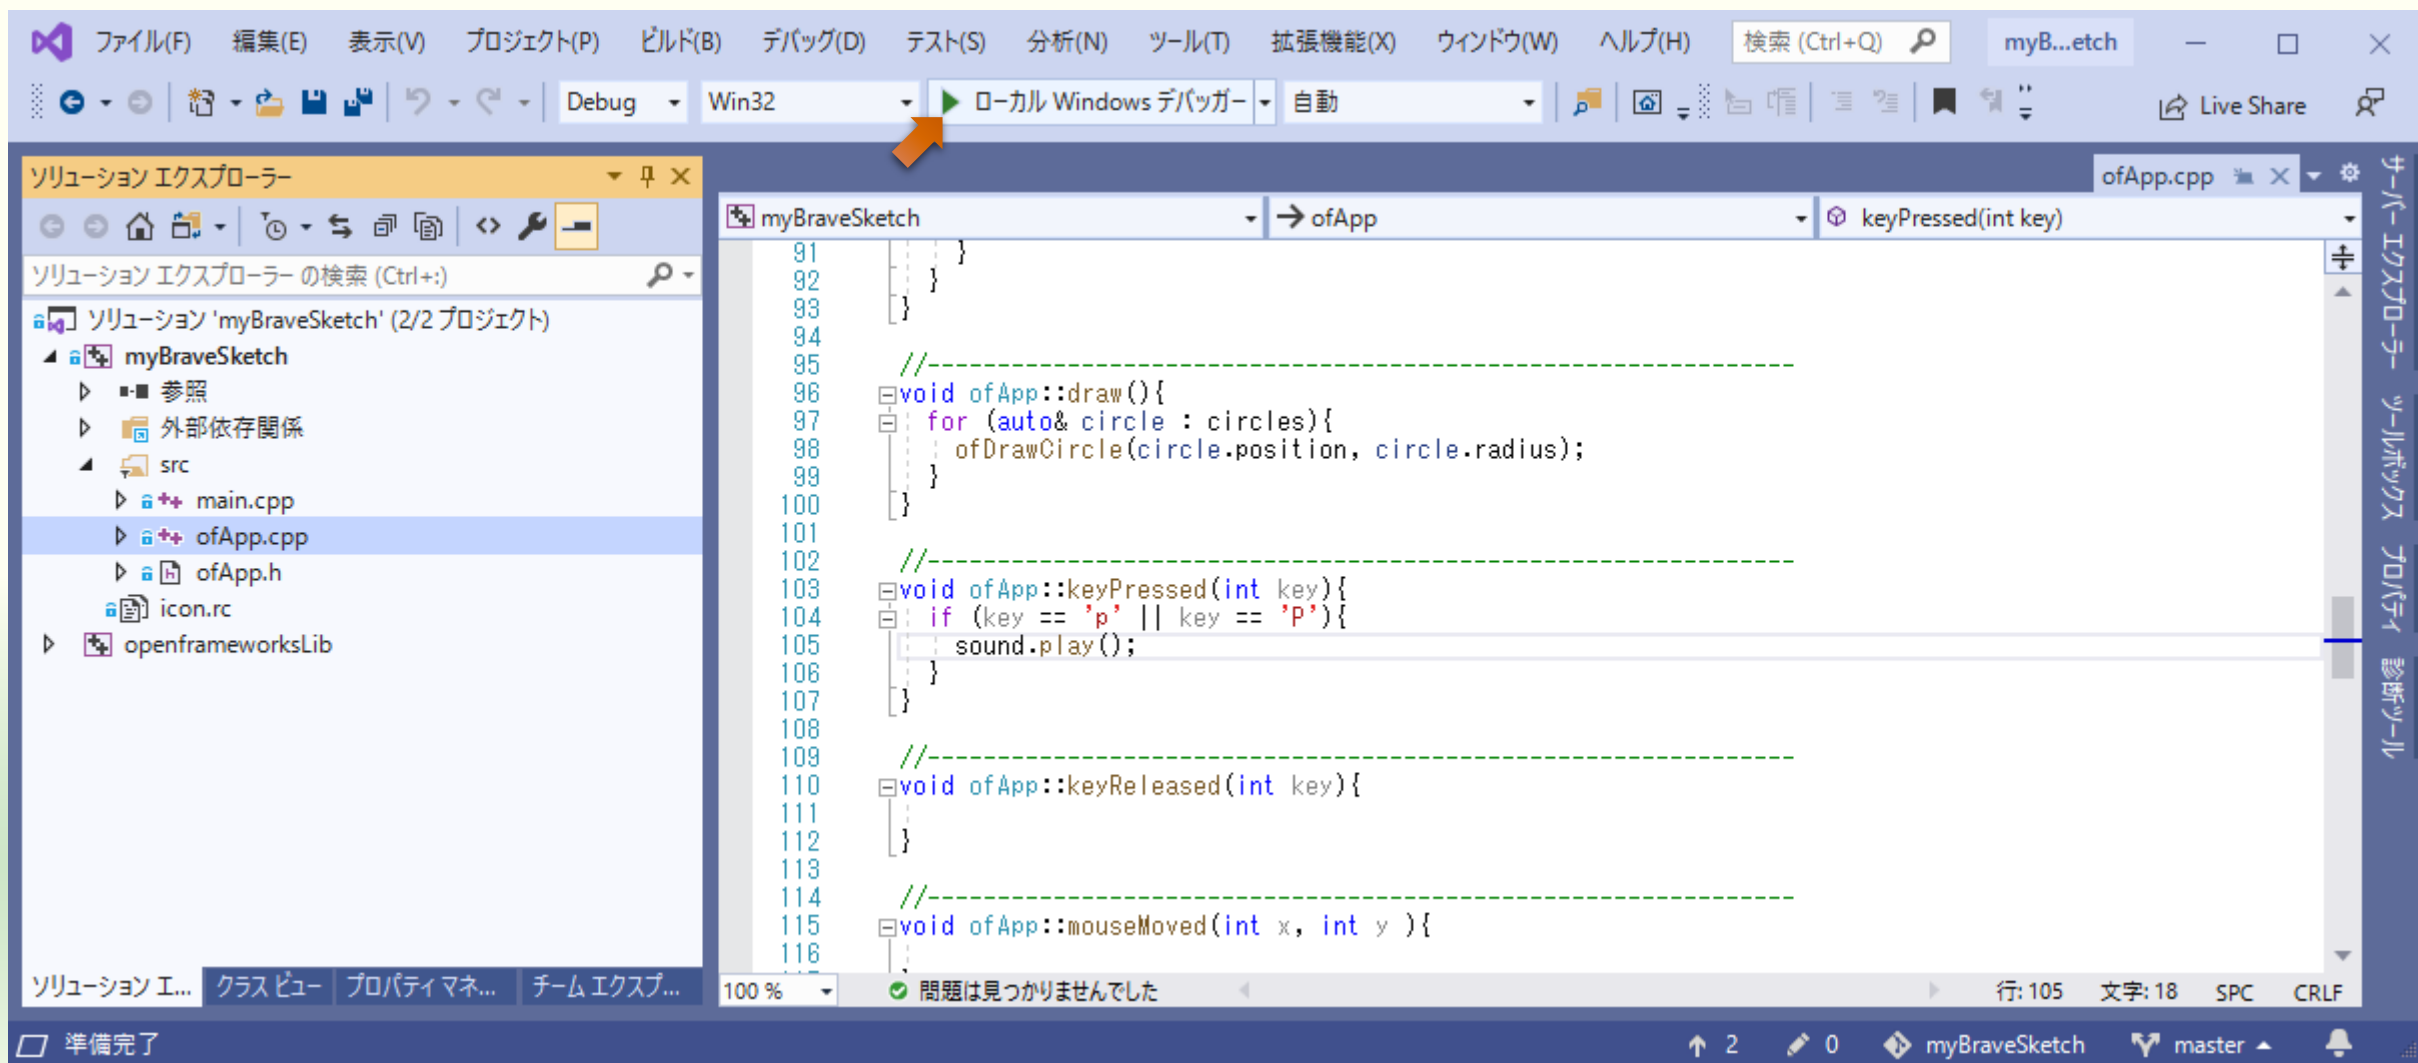 ファイル(F) 編集(E) 表示(V) プロジェクト(P) ビルド(B) デバッグ(D) テスト(S) 分析(N) ツール(T) 拡張機能(X) ウィンドウ(W) ヘルプ(H) 検索 (Ctrl+Q) myB...etch
Debug Win32 ローカル Windows デバッガー 自動 Live Share
ソリューション エクスプローラー
ソリューション エクスプローラー の検索 (Ctrl+:)
ソリューション 'myBraveSketch' (2/2 プロジェクト)
myBraveSketch
参照
外部依存関係
src
main.cpp
ofApp.cpp
ofApp.h
icon.rc
openframeworksLib
ソリューション エ... クラス ビュー プロパティ マネ... チーム エクスプ...
ofApp.cpp
myBraveSketch ofApp keyPressed(int key)
91 }
92 }
93 }
94
95 //--------------------------------------------------------------
96 void ofApp::draw(){
97 for (auto& circle : circles){
98 ofDrawCircle(circle.position, circle.radius);
99 }
100 }
101
102 //--------------------------------------------------------------
103 void ofApp::keyPressed(int key){
104 if (key == 'p' || key == 'P'){
105 sound.play();
106 }
107 }
108
109 //--------------------------------------------------------------
110 void ofApp::keyReleased(int key){
111
112 }
113
114 //--------------------------------------------------------------
115 void ofApp::mouseMoved(int x, int y ){
116
100 % 問題は見つかりませんでした 行: 105 文字: 18 SPC CRLF
サーバー エクスプローラー
ツールボックス
プロパティ
診断ツール
準備完了 2 0 myBraveSketch master